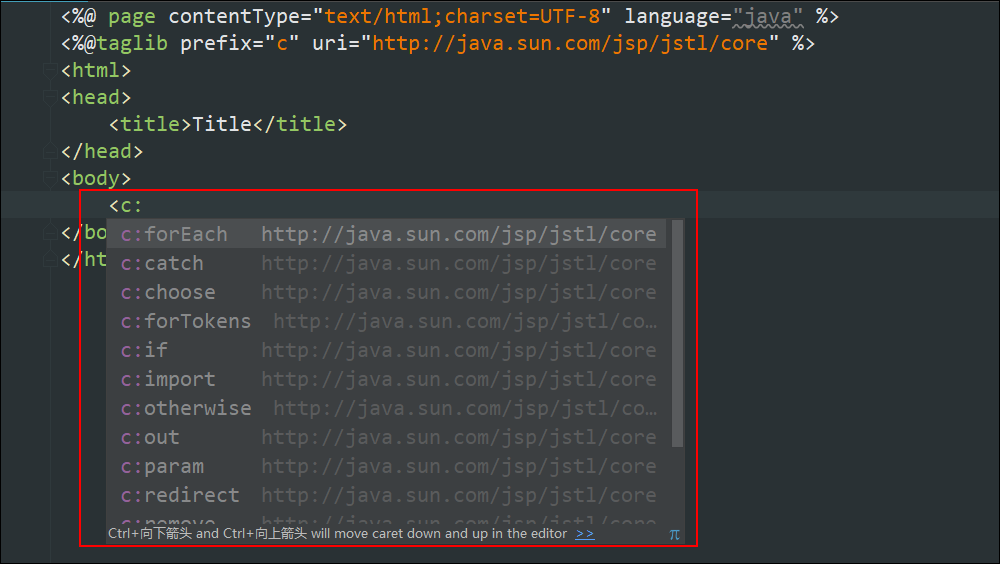 <%@ page contentType="text/html;charset=UTF-8" language="java" %>
<%@taglib prefix="c" uri="http://java.sun.com/jsp/jstl/core" %>
<html>
<head>
<title>Title</title>
</head>
<body>
<c:
</bo
</ht
c:forEach http://java.sun.com/jsp/jstl/core
c:catch http://java.sun.com/jsp/jstl/core
c:choose http://java.sun.com/jsp/jstl/core
c:forTokens http://java.sun.com/jsp/jstl/co…
c:if http://java.sun.com/jsp/jstl/core
c:import http://java.sun.com/jsp/jstl/core
c:otherwise http://java.sun.com/jsp/jstl/co…
c:out http://java.sun.com/jsp/jstl/core
c:param http://java.sun.com/jsp/jstl/core
c:redirect http://java.sun.com/jsp/jstl/core
c:remove http://java.sun.com/jsp/jstl/core
Ctrl+向下箭头 and Ctrl+向上箭头 will move caret down and up in the editor >> π